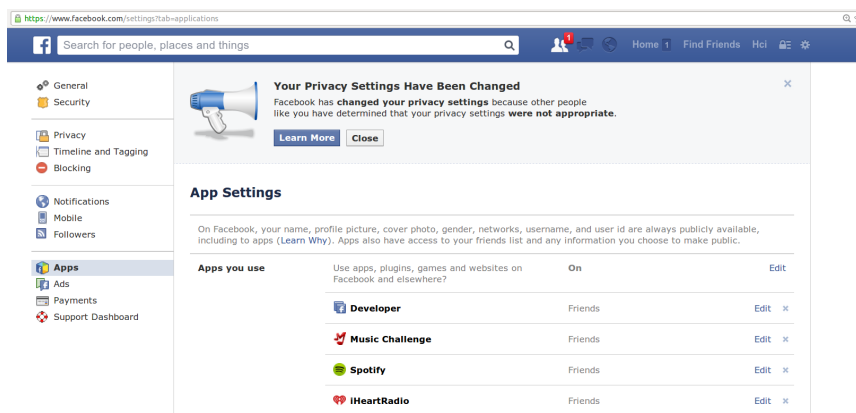 https://www.facebook.com/settings?tab=applications
Search for people, places and things
1
Home 1 Find Friends Hci
General
Security
Privacy
Timeline and Tagging
Blocking
Notifications
Mobile
Followers
Apps
Ads
Payments
Support Dashboard
Your Privacy Settings Have Been Changed
Facebook has changed your privacy settings because other people
like you have determined that your privacy settings were not appropriate.
Learn More Close
App Settings
On Facebook, your name, profile picture, cover photo, gender, networks, username, and user id are always publicly available,
including to apps (Learn Why). Apps also have access to your friends list and any information you choose to make public.
Apps you use
Use apps, plugins, games and websites on
Facebook and elsewhere?
On
Edit
Developer Friends Edit
Music Challenge Friends Edit
Spotify Friends Edit
iHeartRadio Friends Edit